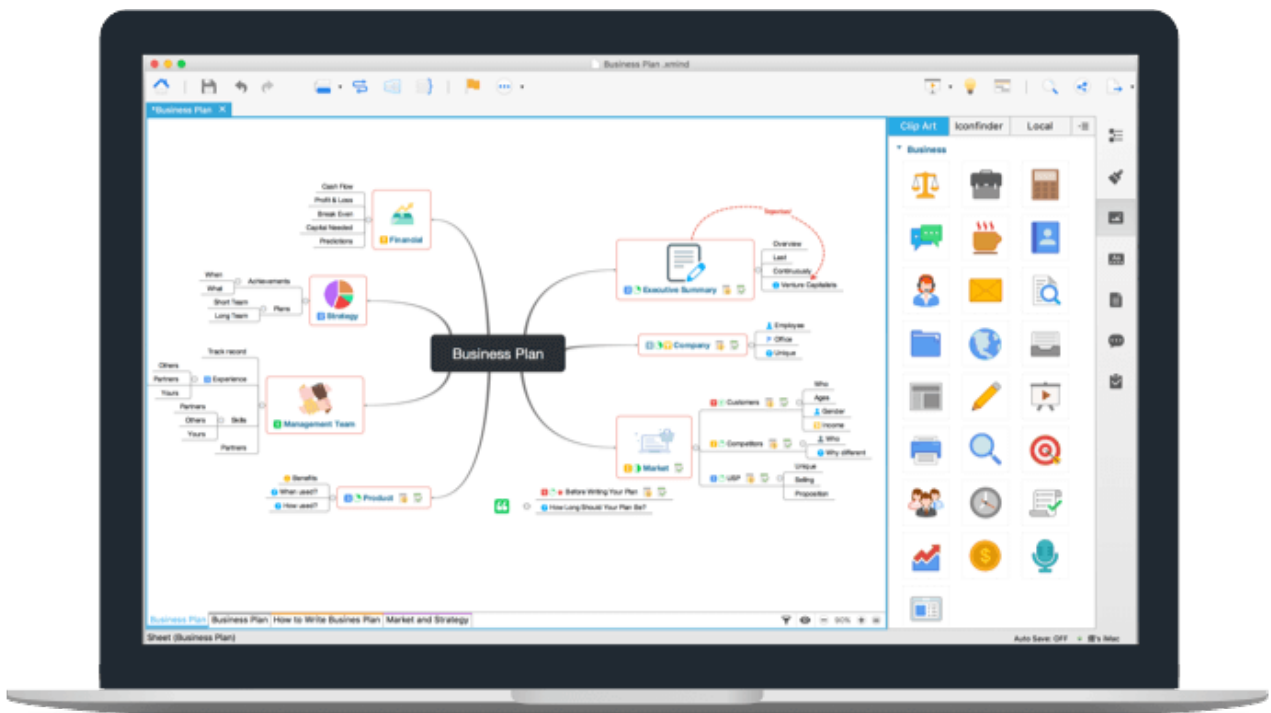 Business Plan .xmind
*Business Plan ×
Clip Art
Iconfinder
Local
Business
Cash Flow
Profit & Loss
Break Even
Capital Needed
Predictions
Financial
When
What
Achievements
Short Team
Long Team
Plans
Strategy
Track record
Others
Partners
Yours
Experience
Partners
Others
Yours
Skills
Partners
Management Team
Benefits
When used?
How used?
Product
Business Plan
Important
Executive Summary
Overview
Last
Continuously
Venture Capitalists
Company
Employee
Office
Unique
Market
Customers
Who
Ages
Gender
Income
Competitors
Who
Why different
USP
Unique
Selling
Proposition
Before Writing Your Plan
How Long Should Your Plan Be?
Business Plan
Business Plan
How to Write Busines Plan
Market and Strategy
90%
Sheet (Business Plan)
Auto Save: OFF
's iMac